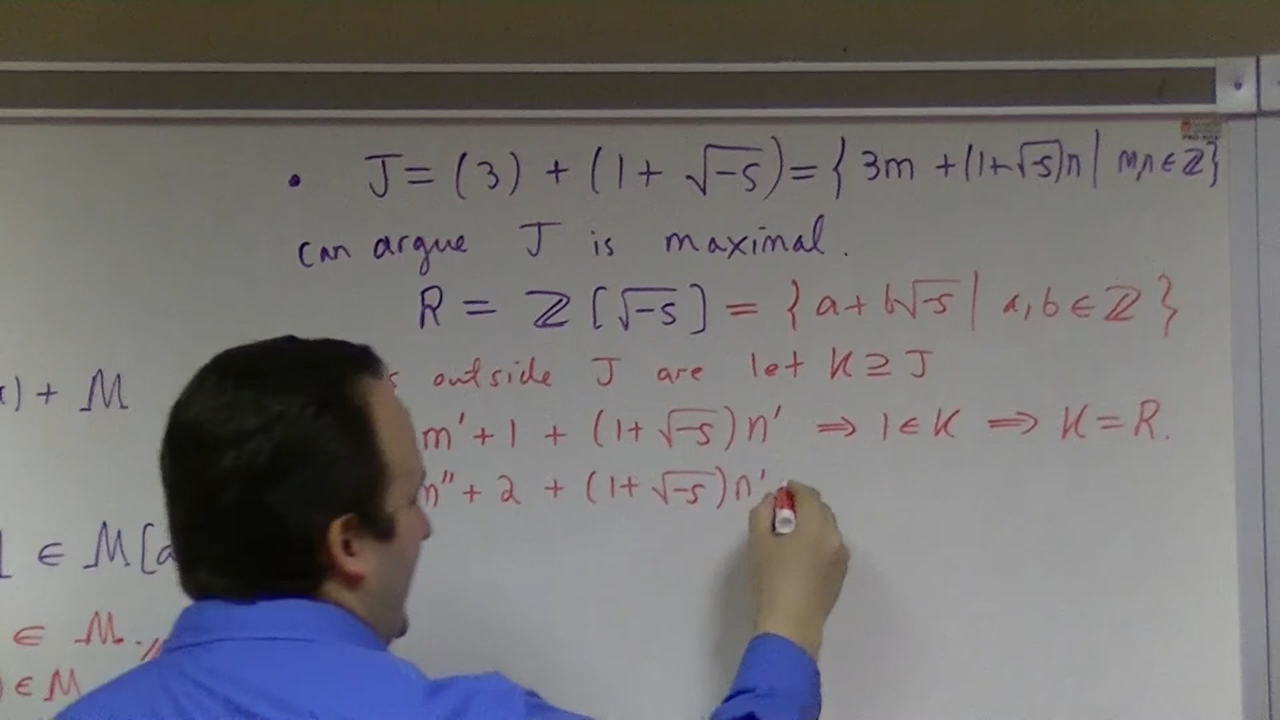 • J = (3) + (1 + √-5) = { 3m + (1+√-5)n | m,n ∈ ℤ}
can argue J is maximal.
R = ℤ[√-5] = { a + b√-5 | a,b ∈ ℤ }
outside J are let K ⊇ J
m' + 1 + (1+√-5)n' ⇒ 1 ∈ K ⇒ K = R.
m'' + 2 + (1+√-5)n'
) + M
1 ∈ M[a
∈ M.//
) ∈ M